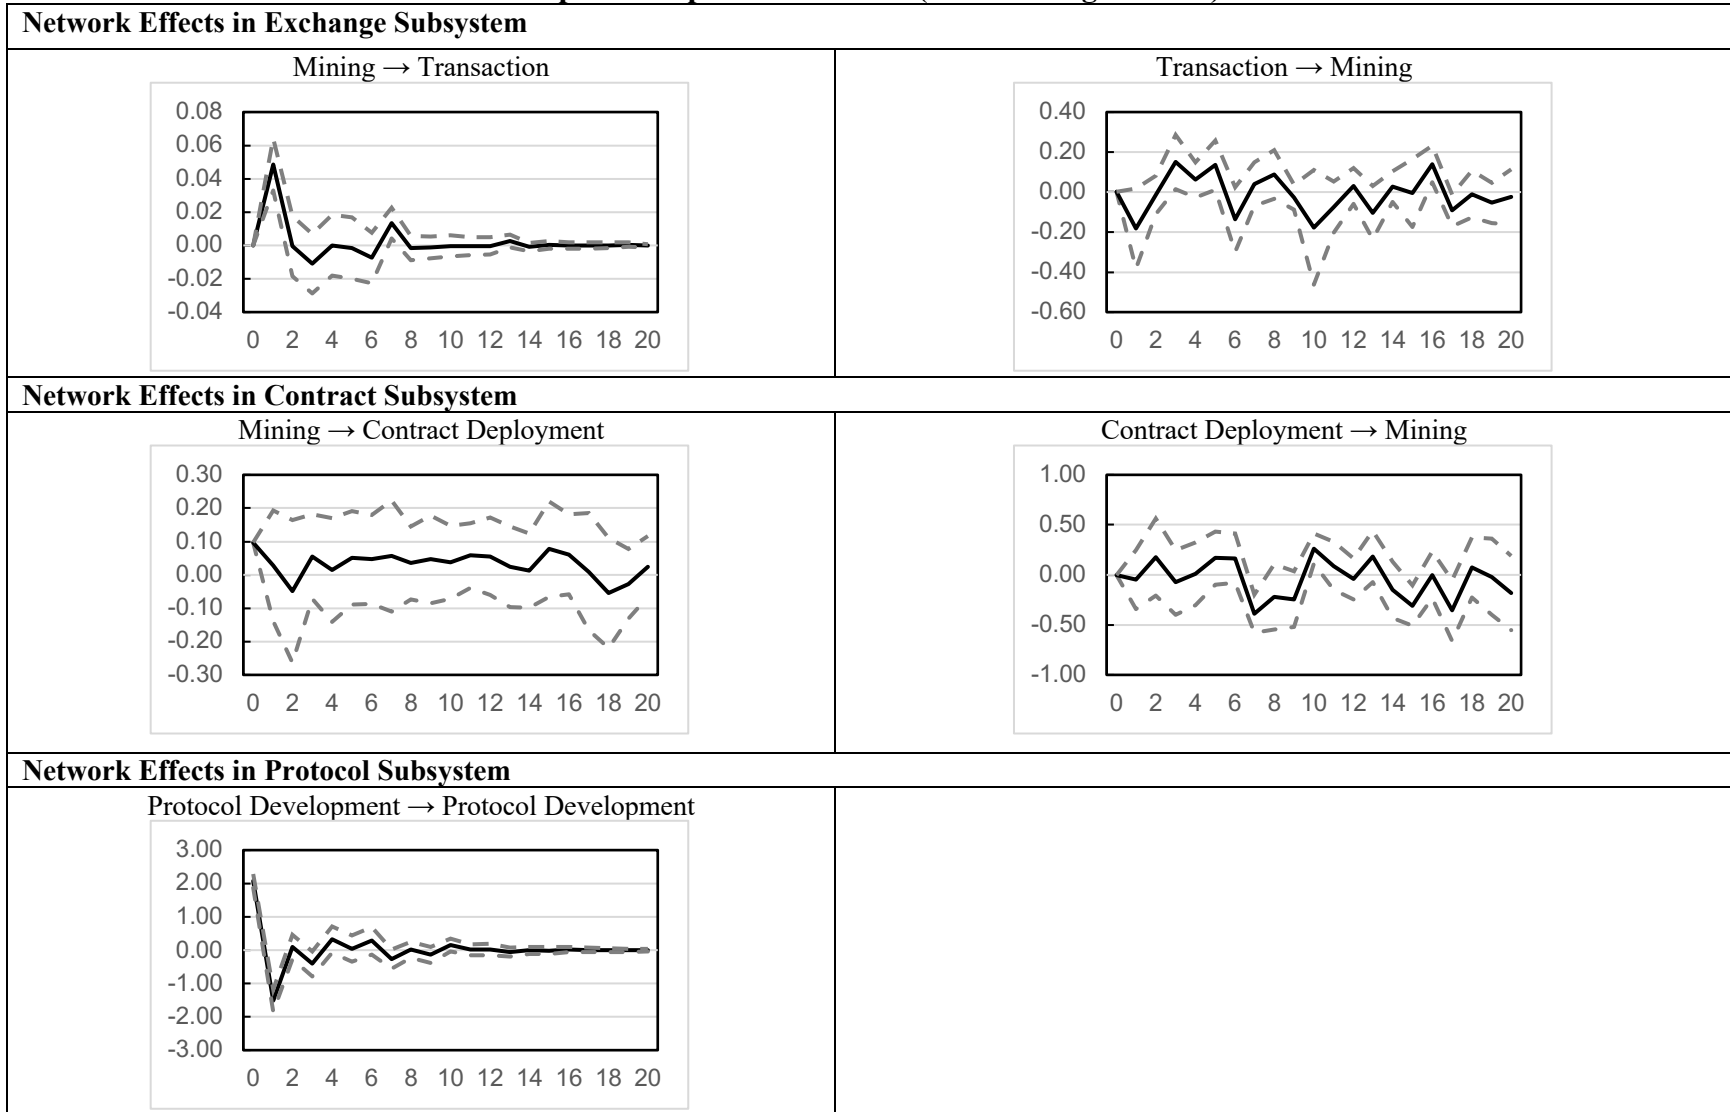 Network Effects in Exchange Subsystem
Mining → Transaction
0.08
0.06
0.04
0.02
0.00
-0.02
-0.04
0 2 4 6 8 10 12 14 16 18 20
Transaction → Mining
0.40
0.20
0.00
-0.20
-0.40
-0.60
0 2 4 6 8 10 12 14 16 18 20
Network Effects in Contract Subsystem
Mining → Contract Deployment
0.30
0.20
0.10
0.00
-0.10
-0.20
-0.30
0 2 4 6 8 10 12 14 16 18 20
Contract Deployment → Mining
1.00
0.50
0.00
-0.50
-1.00
0 2 4 6 8 10 12 14 16 18 20
Network Effects in Protocol Subsystem
Protocol Development → Protocol Development
3.00
2.00
1.00
0.00
-1.00
-2.00
-3.00
0 2 4 6 8 10 12 14 16 18 20